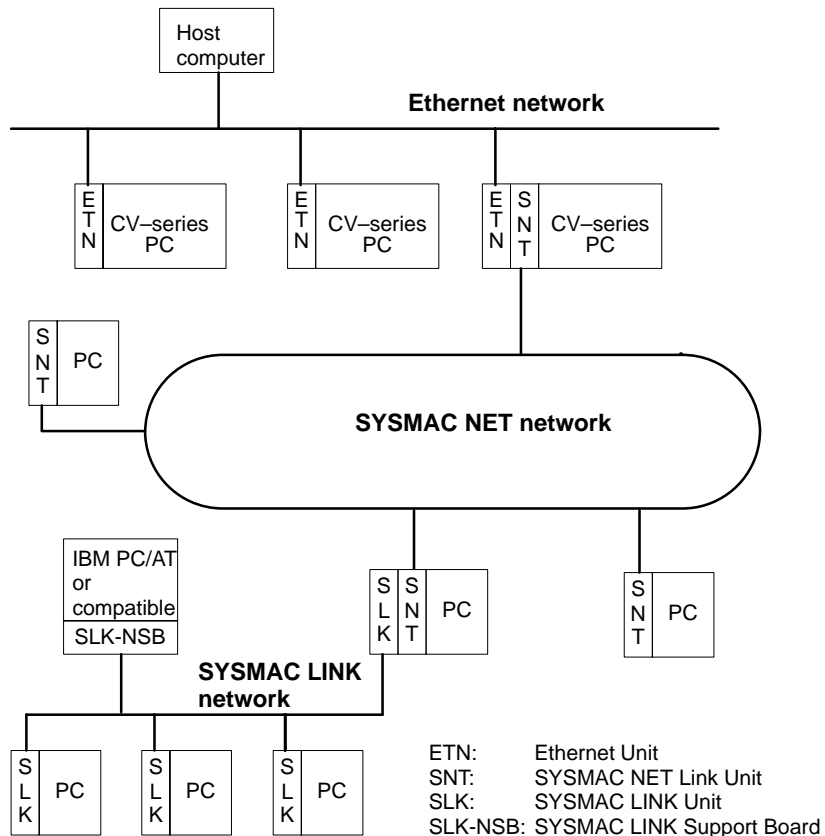 Host
computer
Ethernet network
E
T
N
CV–series
PC
E
T
N
CV–series
PC
E
T
N
S
N
T
CV–series
PC
S
N
T
PC
SYSMAC NET network
IBM PC/AT
or
compatible
SLK-NSB
S
L
K
S
N
T
PC
S
N
T
PC
SYSMAC LINK
network
S
L
K
PC
S
L
K
PC
S
L
K
PC
ETN: Ethernet Unit
SNT: SYSMAC NET Link Unit
SLK: SYSMAC LINK Unit
SLK-NSB: SYSMAC LINK Support Board